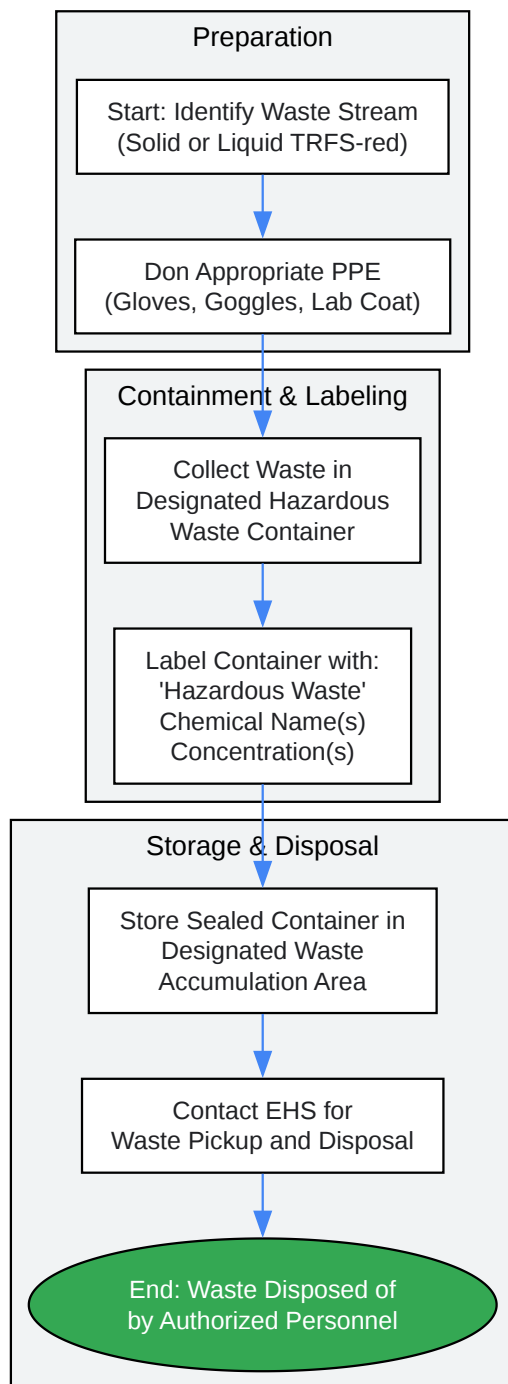 Preparation
Start: Identify Waste Stream
(Solid or Liquid TRFS-red)
Don Appropriate PPE
(Gloves, Goggles, Lab Coat)
Containment & Labeling
Collect Waste in
Designated Hazardous
Waste Container
Label Container with:
'Hazardous Waste'
Chemical Name(s)
Concentration(s)
Storage & Disposal
Store Sealed Container in
Designated Waste
Accumulation Area
Contact EHS for
Waste Pickup and Disposal
End: Waste Disposed of
by Authorized Personnel